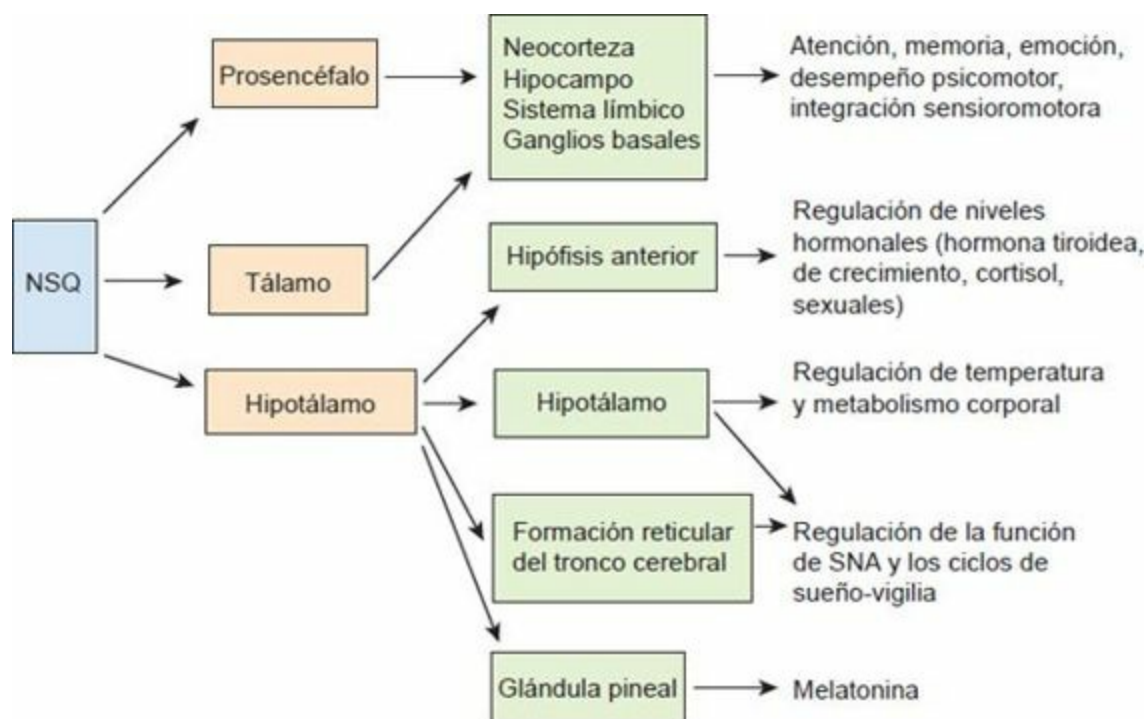 Prosencéfalo
Neocorteza
Hipocampo
Sistema límbico
Ganglios basales
Atención, memoria, emoción,
desempeño psicomotor,
integración sensioromotora
NSQ
Tálamo
Hipófisis anterior
Regulación de niveles
hormonales (hormona tiroidea,
de crecimiento, cortisol,
sexuales)
Hipotálamo
Hipotálamo
Regulación de temperatura
y metabolismo corporal
Formación reticular
del tronco cerebral
Regulación de la función
de SNA y los ciclos de
sueño-vigilia
Glándula pineal
Melatonina